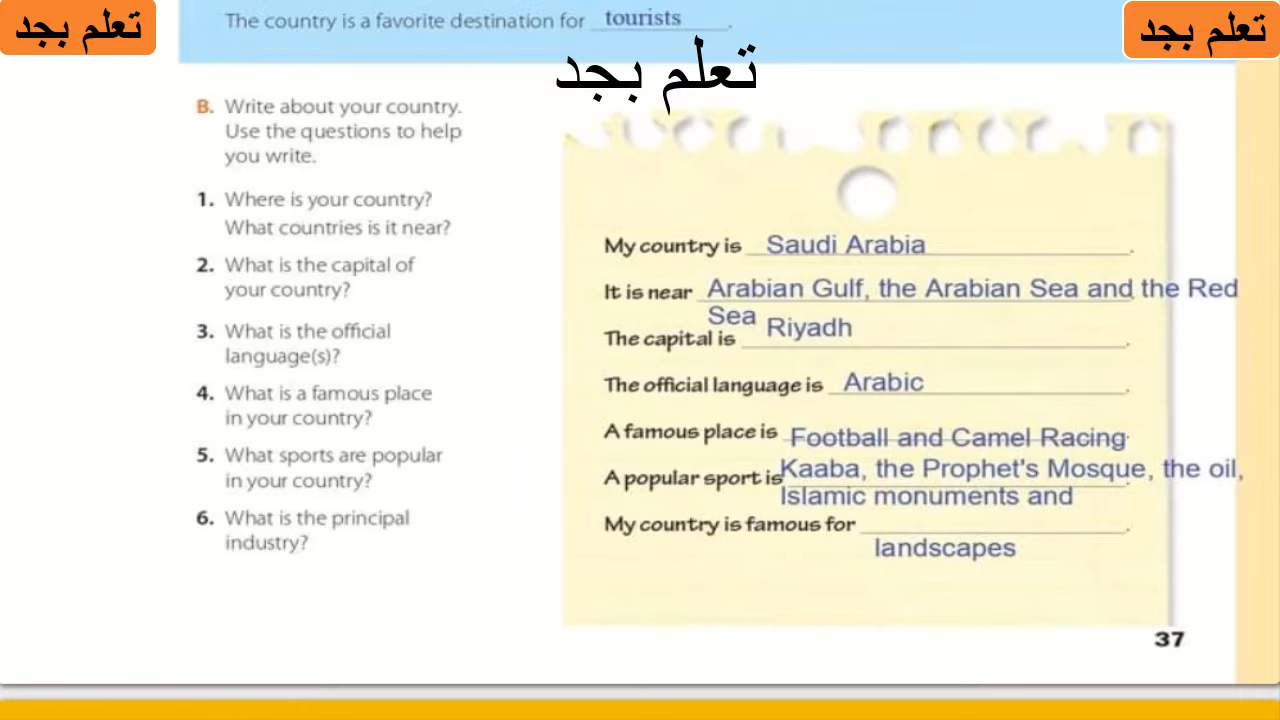 The country is a favorite destination for tourists.
تعلم بجد
تعلم بجد
تعلم بجد
B. Write about your country.
Use the questions to help
you write.
1. Where is your country?
What countries is it near?
2. What is the capital of
your country?
3. What is the official
language(s)?
4. What is a famous place
in your country?
5. What sports are popular
in your country?
6. What is the principal
industry?
My country is Saudi Arabia.
It is near Arabian Gulf, the Arabian Sea and the Red
Sea
The capital is Riyadh.
The official language is Arabic.
A famous place is Football and Camel Racing.
A popular sport is Kaaba, the Prophet's Mosque, the oil,
Islamic monuments and
My country is famous for.
landscapes
37